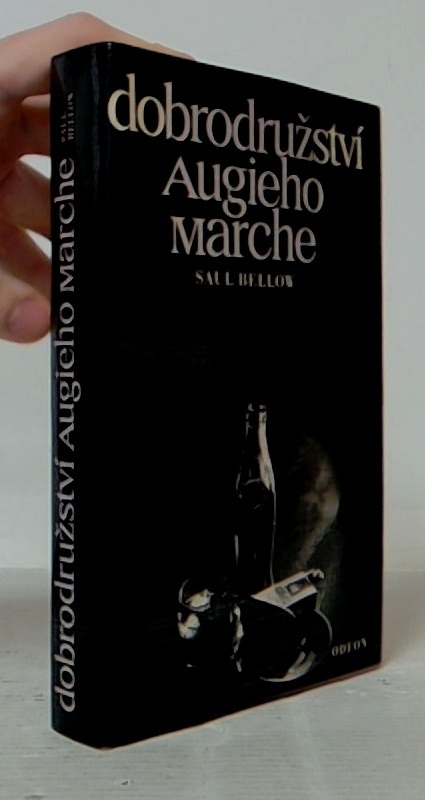 dobrodružství
Augieho
Marche
SAUL BELLOW
ODEON
dobrodružství Augieho Marche
SAUL
BELLOW